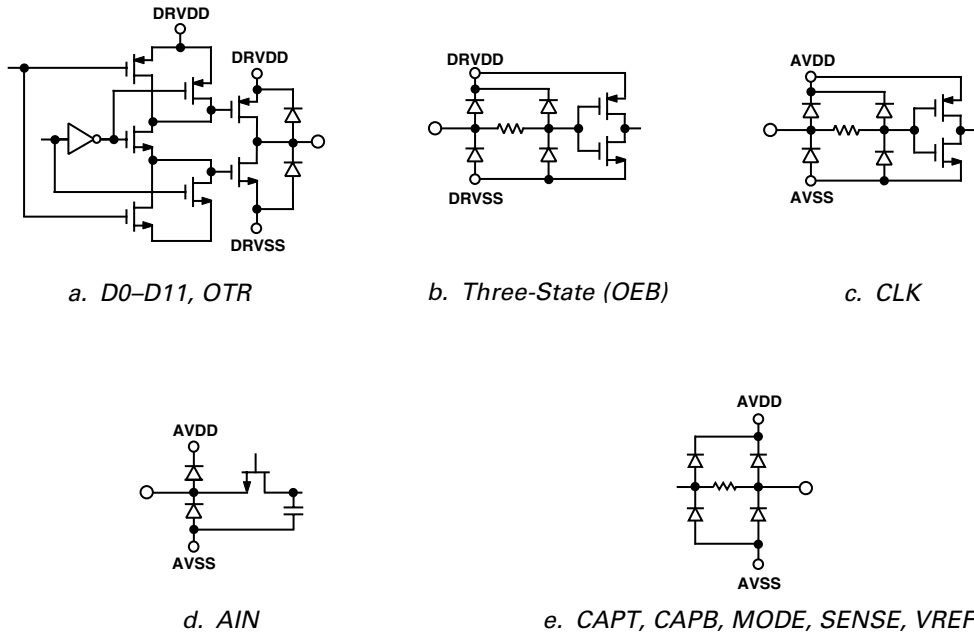 DRVDD
DRVDD
DRVSS
a. D0–D11, OTR
DRVDD
DRVSS
b. Three-State (OEB)
AVDD
AVSS
c. CLK
AVDD
AVSS
d. AIN
AVDD
AVSS
e. CAPT, CAPB, MODE, SENSE, VREF